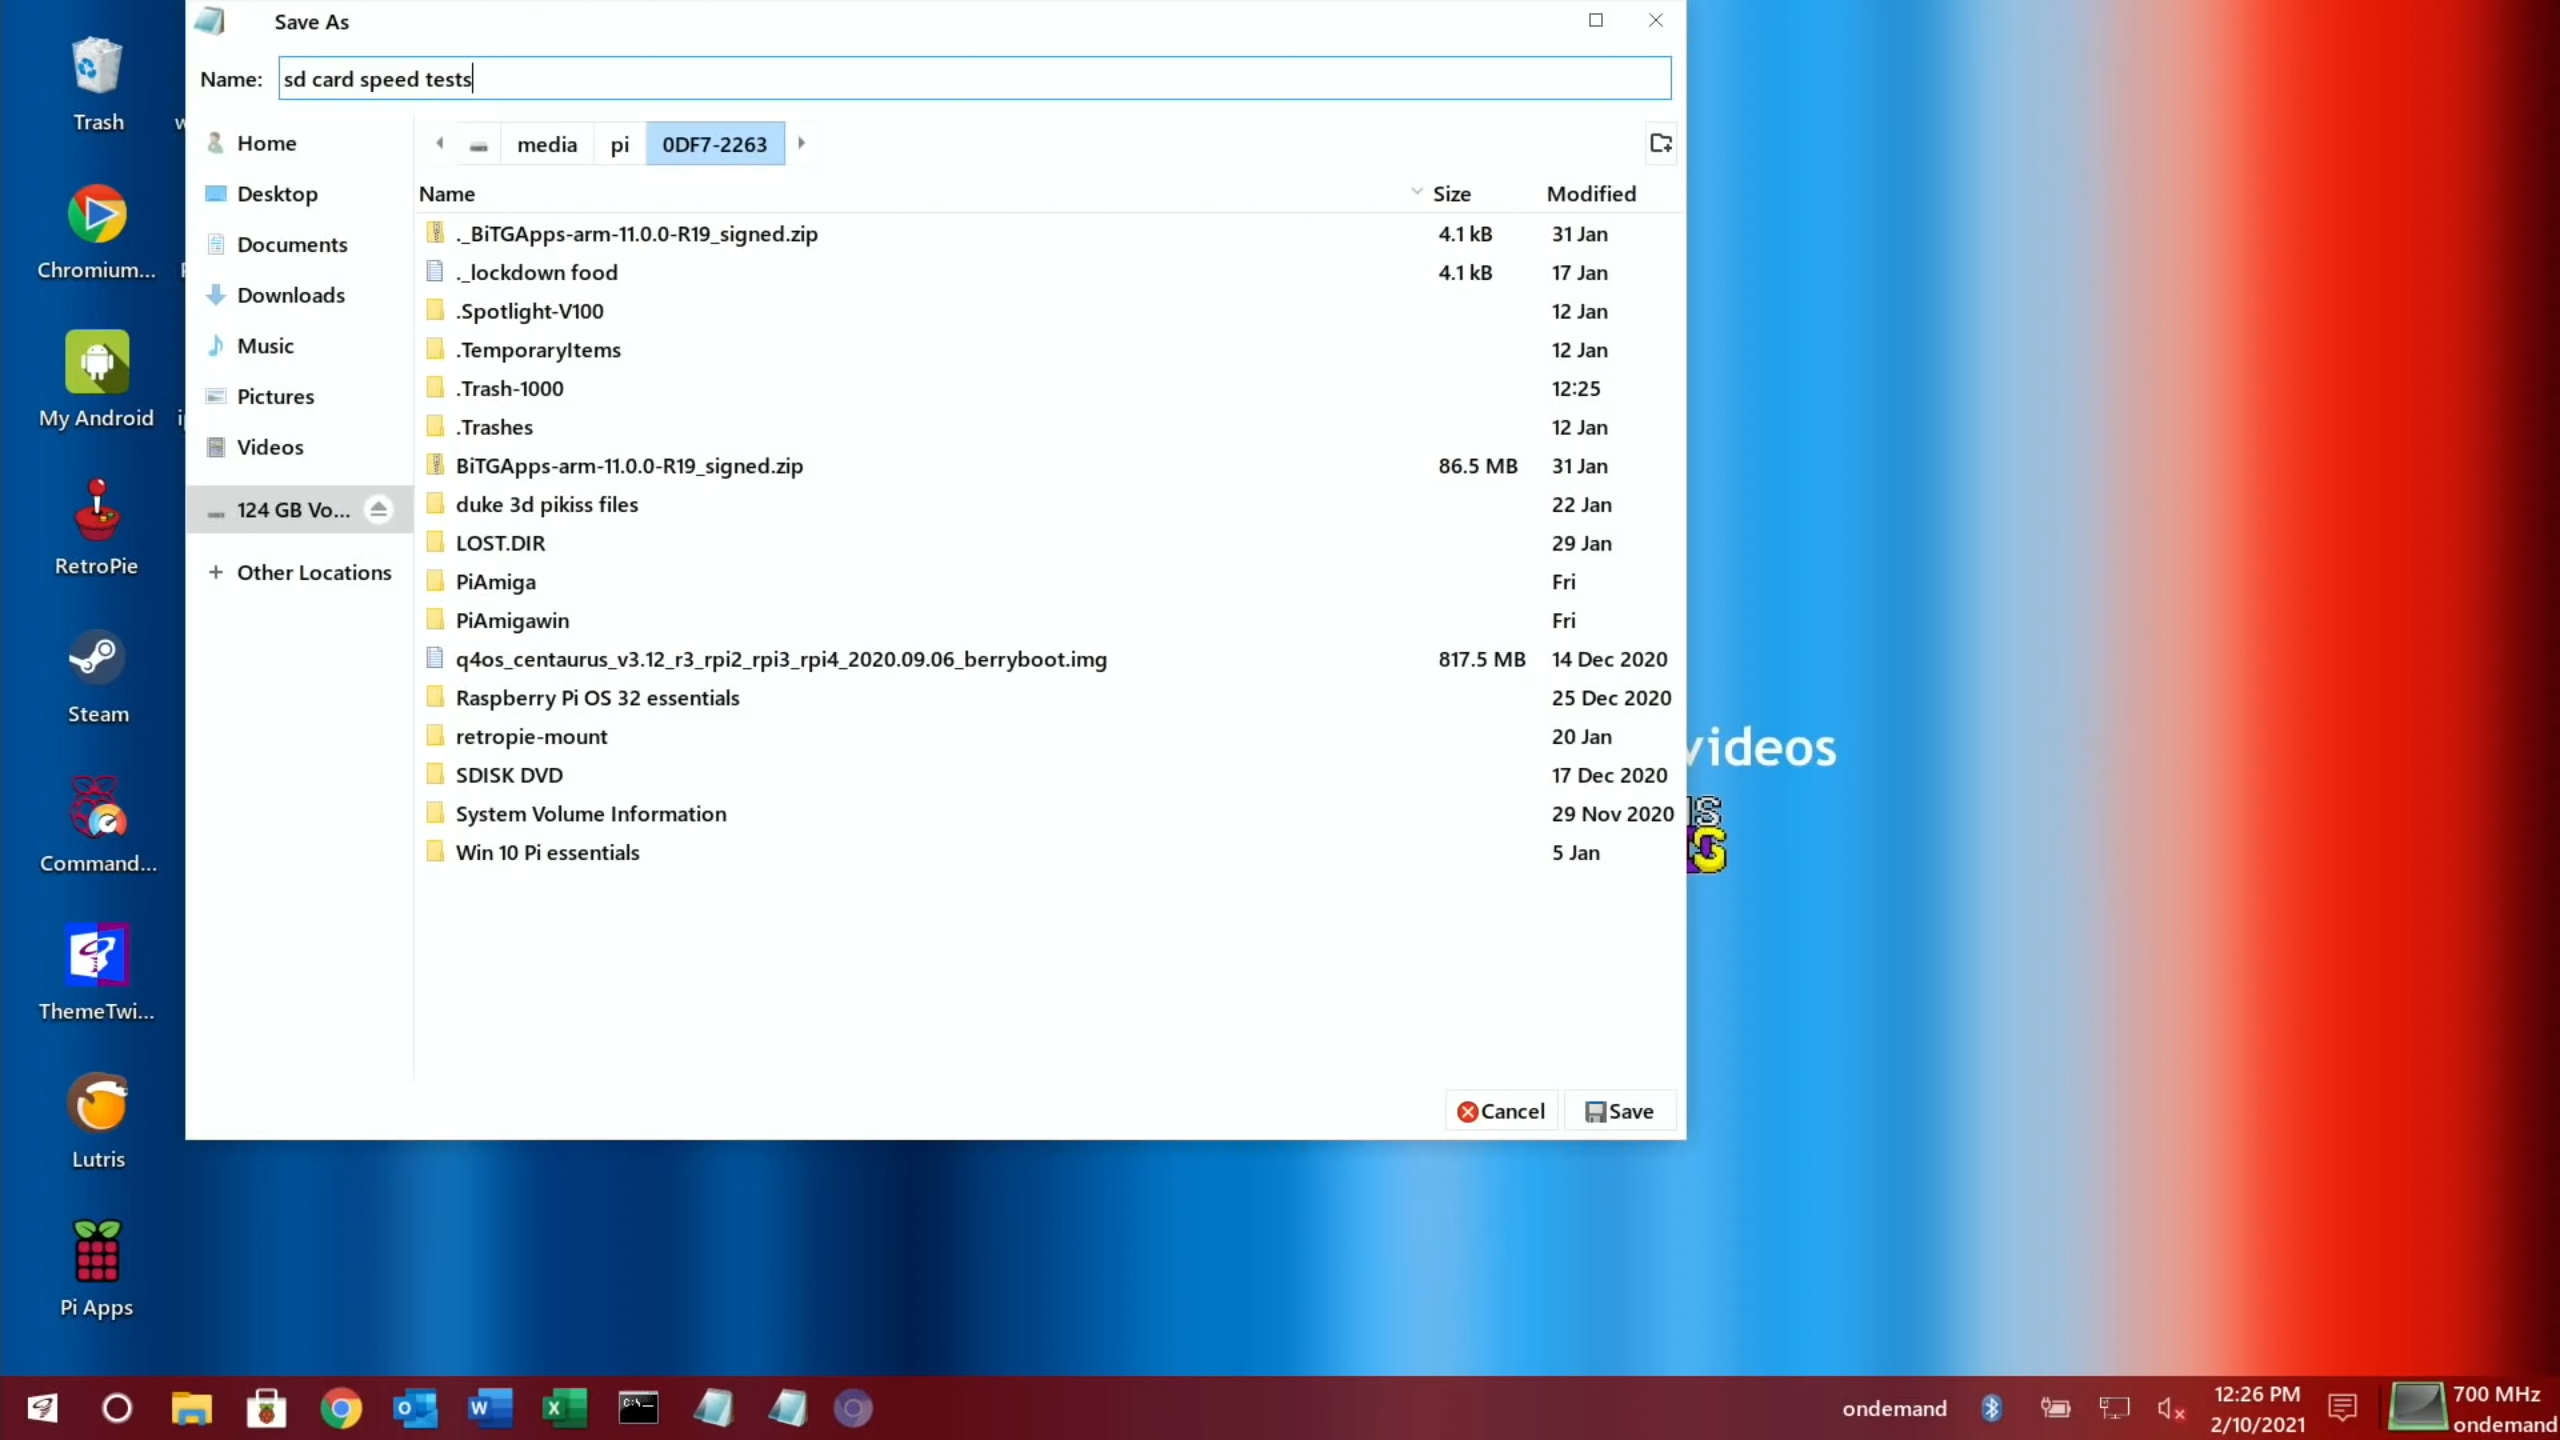 Save As
Name: sd card speed tests
media pi 0DF7-2263
Home
Desktop
Documents
Downloads
Music
Pictures
Videos
124 GB Vo...
+ Other Locations
Name Size Modified
._BiTGApps-arm-11.0.0-R19_signed.zip 4.1 kB 31 Jan
._lockdown food 4.1 kB 17 Jan
.Spotlight-V100 12 Jan
.TemporaryItems 12 Jan
.Trash-1000 12:25
.Trashes 12 Jan
BiTGApps-arm-11.0.0-R19_signed.zip 86.5 MB 31 Jan
duke 3d pikiss files 22 Jan
LOST.DIR 29 Jan
PiAmiga Fri
PiAmigawin Fri
q4os_centaurus_v3.12_r3_rpi2_rpi3_rpi4_2020.09.06_berryboot.img 817.5 MB 14 Dec 2020
Raspberry Pi OS 32 essentials 25 Dec 2020
retropie-mount 20 Jan
SDISK DVD 17 Dec 2020
System Volume Information 29 Nov 2020
Win 10 Pi essentials 5 Jan
Cancel Save
Trash
Chromium...
My Android
RetroPie
Steam
Command...
ThemeTwi...
Lutris
Pi Apps
videos
ondemand
12:26 PM
2/10/2021
700 MHz
ondemand